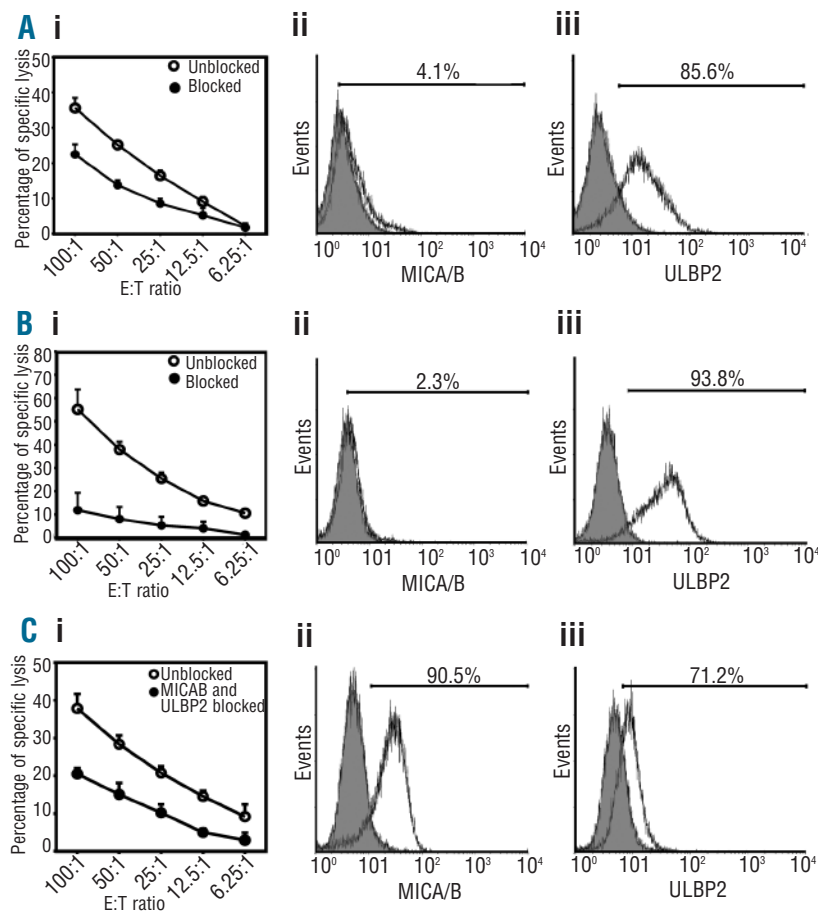 A i ii iii
Percentage of specific lysis
50
40
30
20
10
0
Unblocked
Blocked
100:1 50:1 25:1 12.5:1 6.25:1
E:T ratio
Events
4.1%
10⁰ 101 10² 10³ 10⁴
MICA/B
Events
85.6%
10⁰ 101 10² 10³ 10⁴
ULBP2
B i ii iii
Percentage of specific lysis
80
70
60
50
40
30
20
10
0
Unblocked
Blocked
100:1 50:1 25:1 12.5:1 6.25:1
E:T ratio
Events
2.3%
10⁰ 101 10² 10³ 10⁴
MICA/B
Events
93.8%
10⁰ 101 10² 10³ 10⁴
ULBP2
C i ii iii
Percentage of specific lysis
50
40
30
20
10
0
Unblocked
MICAB and
ULBP2 blocked
100:1 50:1 25:1 12.5:1 6.25:1
E:T ratio
Events
90.5%
10⁰ 101 10² 10³ 10⁴
MICA/B
Events
71.2%
10⁰ 101 10² 10³ 10⁴
ULBP2